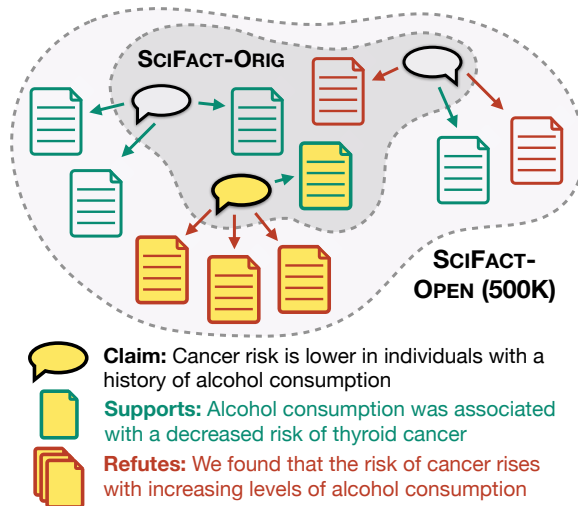 SCIFACT-ORIG
SCIFACT-
OPEN (500K)
Claim: Cancer risk is lower in individuals with a
history of alcohol consumption
Supports: Alcohol consumption was associated
with a decreased risk of thyroid cancer
Refutes: We found that the risk of cancer rises
with increasing levels of alcohol consumption